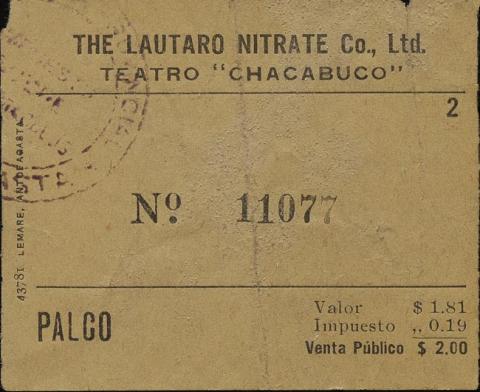 THE LAUTARO NITRATE Co., Ltd.
TEATRO "CHACABUCO"
2
43781 LEMARE, ANTOFAGASTA
Nº 11077
PALCO
Valor $ 1.81
Impuesto ,, 0.19
Venta Público $ 2.00